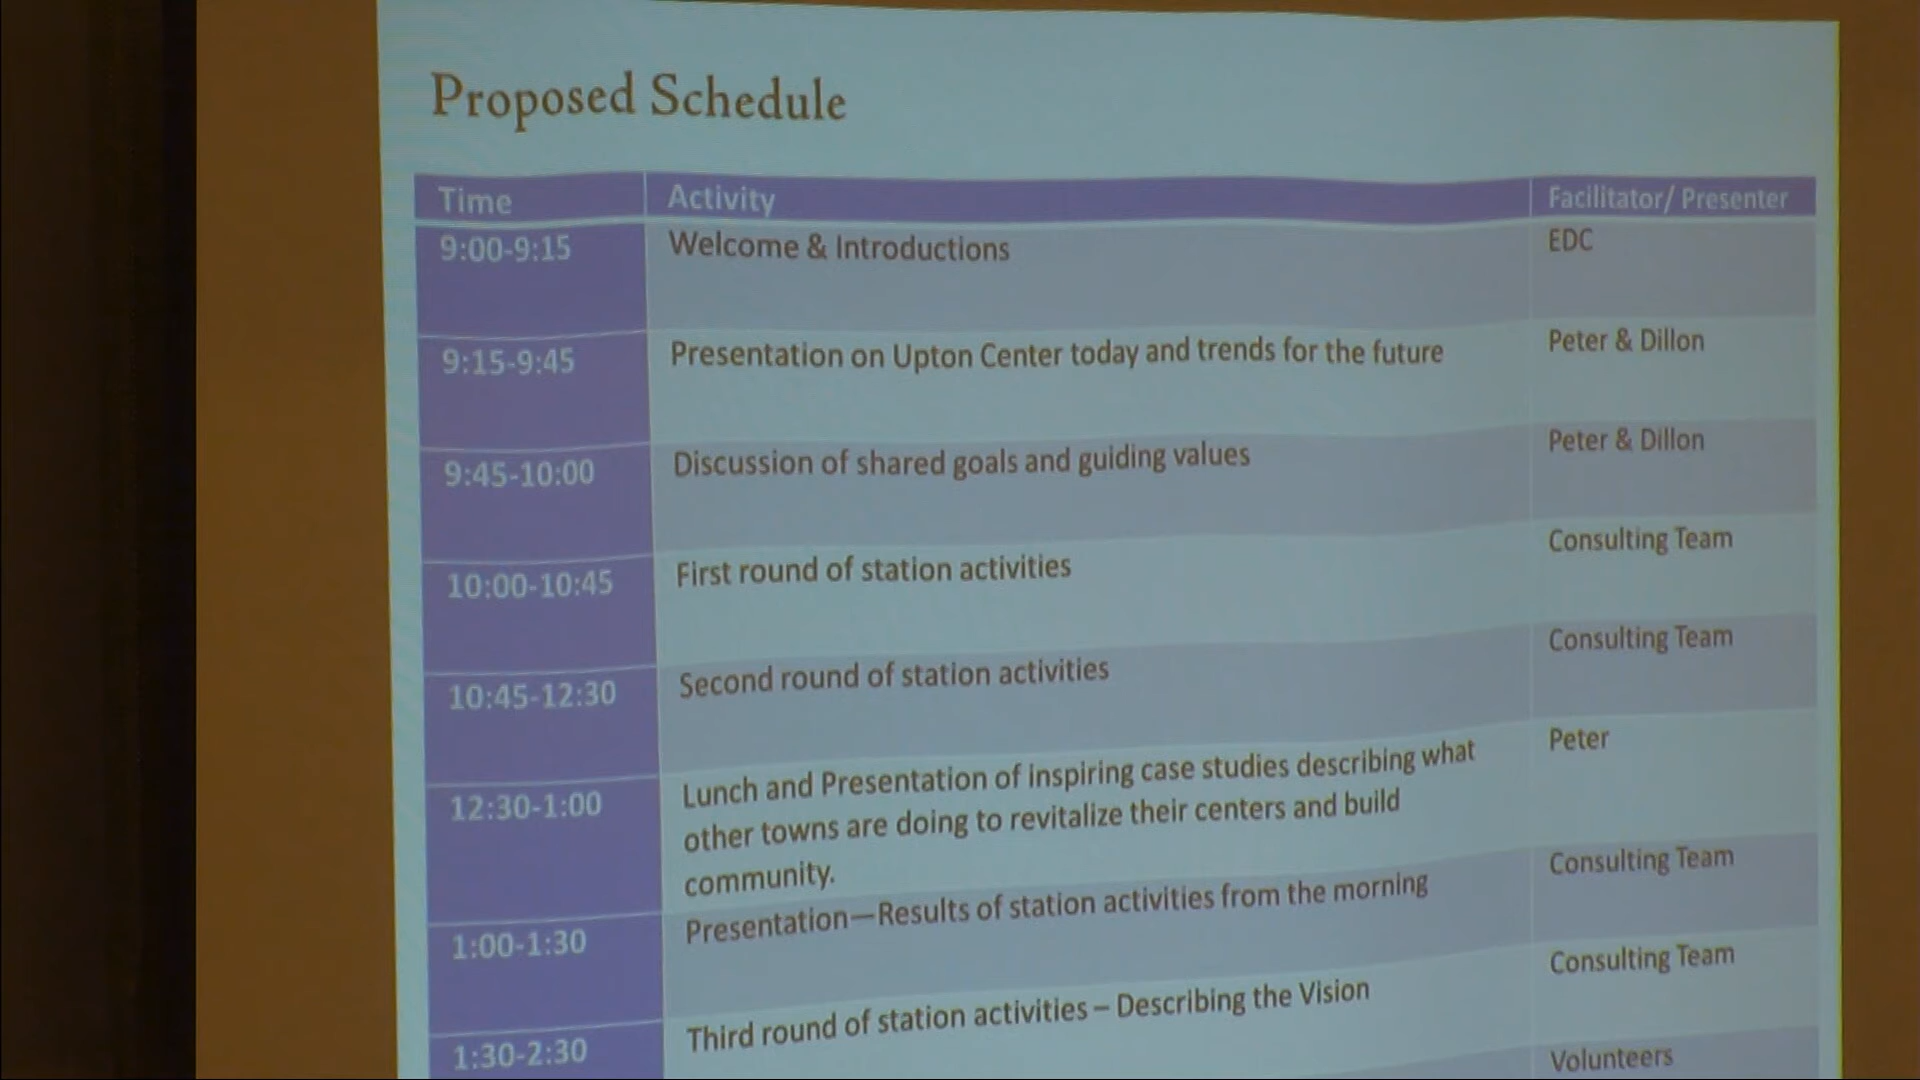 Proposed Schedule
Time Activity Facilitator/ Presenter
9:00-9:15 Welcome & Introductions EDC
9:15-9:45 Presentation on Upton Center today and trends for the future Peter & Dillon
9:45-10:00 Discussion of shared goals and guiding values Peter & Dillon
10:00-10:45 First round of station activities Consulting Team
10:45-12:30 Second round of station activities Consulting Team
12:30-1:00 Lunch and Presentation of inspiring case studies describing what Peter
other towns are doing to revitalize their centers and build
community.
1:00-1:30 Presentation—Results of station activities from the morning Consulting Team
1:30-2:30 Third round of station activities – Describing the Vision Consulting Team
Volunteers